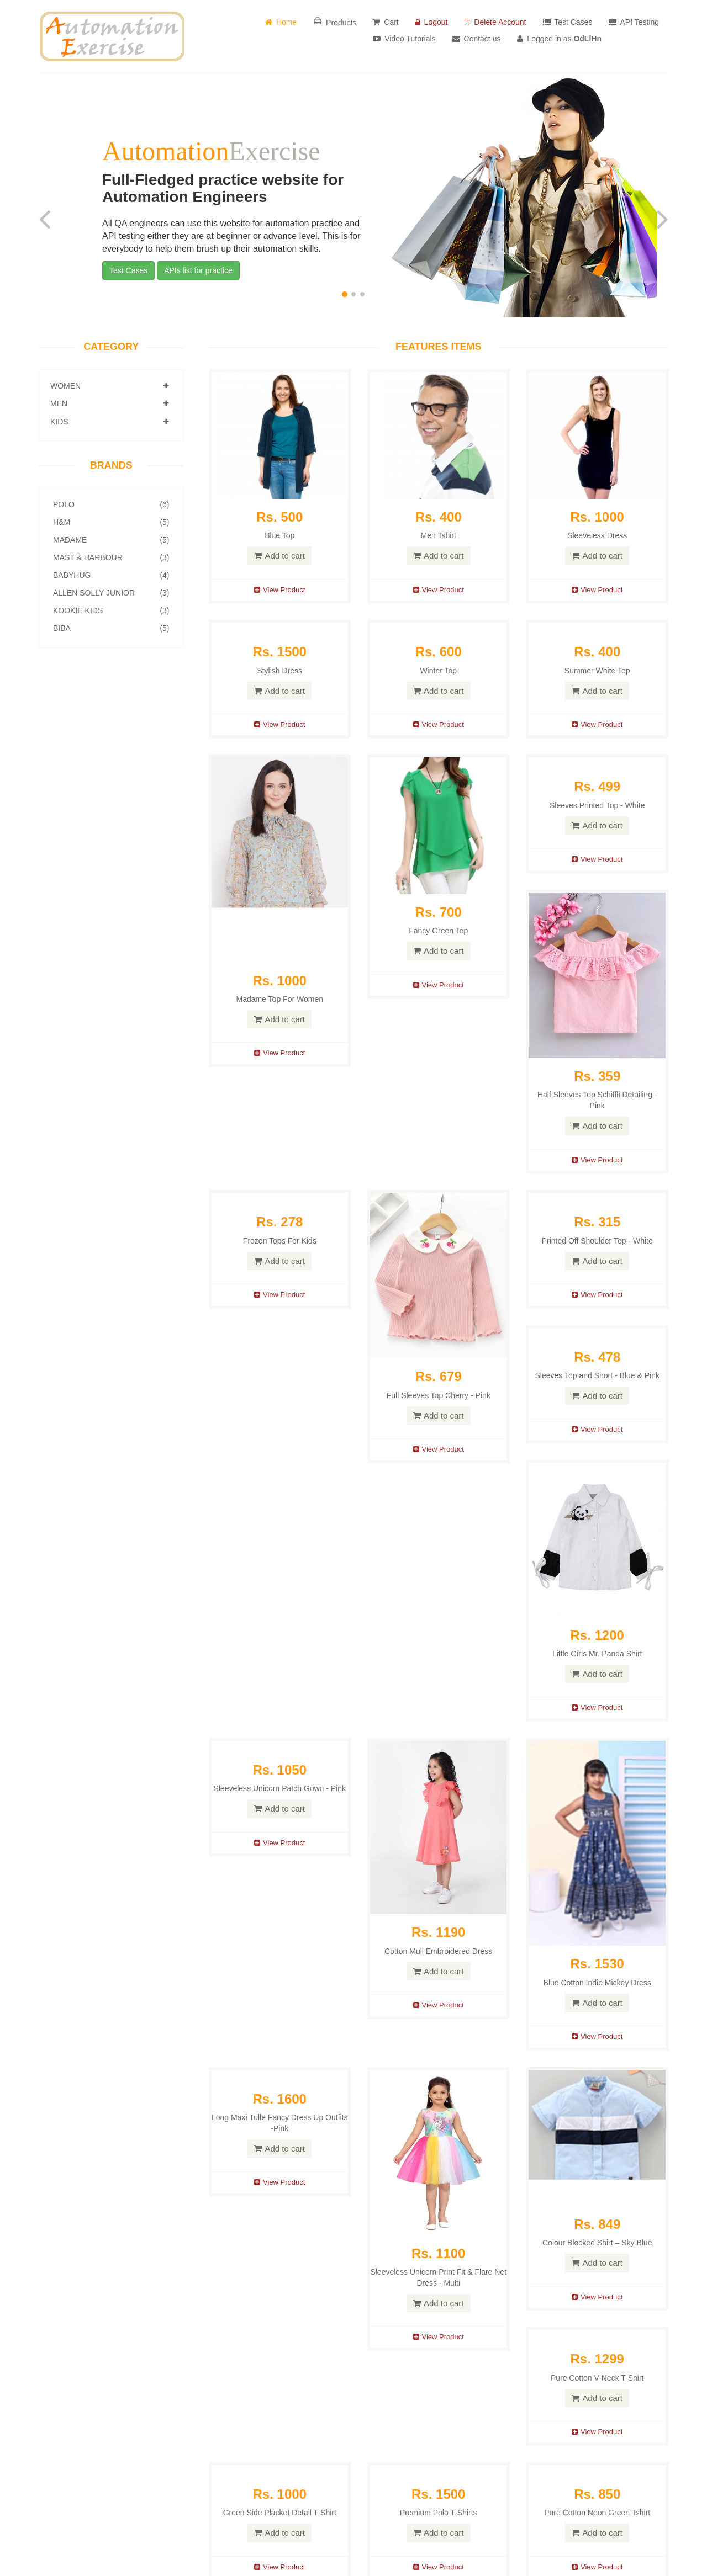 Automation
Exercise
Home
Products
Cart
Logout
Delete Account
Test Cases
API Testing
Video Tutorials
Contact us
Logged in as OdLlHn
AutomationExercise
Full-Fledged practice website for
Automation Engineers
All QA engineers can use this website for automation practice and
API testing either they are at beginner or advance level. This is for
everybody to help them brush up their automation skills.
Test Cases
APIs list for practice
CATEGORY
WOMEN
MEN
KIDS
BRANDS
POLO (6)
H&M (5)
MADAME (5)
MAST & HARBOUR (3)
BABYHUG (4)
ALLEN SOLLY JUNIOR (3)
KOOKIE KIDS (3)
BIBA (5)
FEATURES ITEMS
Rs. 500
Blue Top
Add to cart
View Product
Rs. 400
Men Tshirt
Add to cart
View Product
Rs. 1000
Sleeveless Dress
Add to cart
View Product
Rs. 1500
Stylish Dress
Add to cart
View Product
Rs. 600
Winter Top
Add to cart
View Product
Rs. 400
Summer White Top
Add to cart
View Product
Rs. 1000
Madame Top For Women
Add to cart
View Product
Rs. 700
Fancy Green Top
Add to cart
View Product
Rs. 499
Sleeves Printed Top - White
Add to cart
View Product
Rs. 359
Half Sleeves Top Schiffli Detailing -
Pink
Add to cart
View Product
Rs. 278
Frozen Tops For Kids
Add to cart
View Product
Rs. 679
Full Sleeves Top Cherry - Pink
Add to cart
View Product
Rs. 315
Printed Off Shoulder Top - White
Add to cart
View Product
Rs. 478
Sleeves Top and Short - Blue & Pink
Add to cart
View Product
Rs. 1200
Little Girls Mr. Panda Shirt
Add to cart
View Product
Rs. 1050
Sleeveless Unicorn Patch Gown - Pink
Add to cart
View Product
Rs. 1190
Cotton Mull Embroidered Dress
Add to cart
View Product
Rs. 1530
Blue Cotton Indie Mickey Dress
Add to cart
View Product
Rs. 1600
Long Maxi Tulle Fancy Dress Up Outfits
-Pink
Add to cart
View Product
Rs. 1100
Sleeveless Unicorn Print Fit & Flare Net
Dress - Multi
Add to cart
View Product
Rs. 849
Colour Blocked Shirt – Sky Blue
Add to cart
View Product
Rs. 1299
Pure Cotton V-Neck T-Shirt
Add to cart
View Product
Rs. 1000
Green Side Placket Detail T-Shirt
Add to cart
View Product
Rs. 1500
Premium Polo T-Shirts
Add to cart
View Product
Rs. 850
Pure Cotton Neon Green Tshirt
Add to cart
View Product